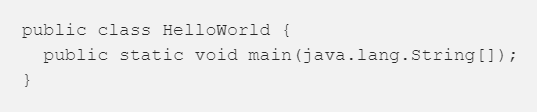 public class HelloWorld {
  public static void main(java.lang.String[]);
}